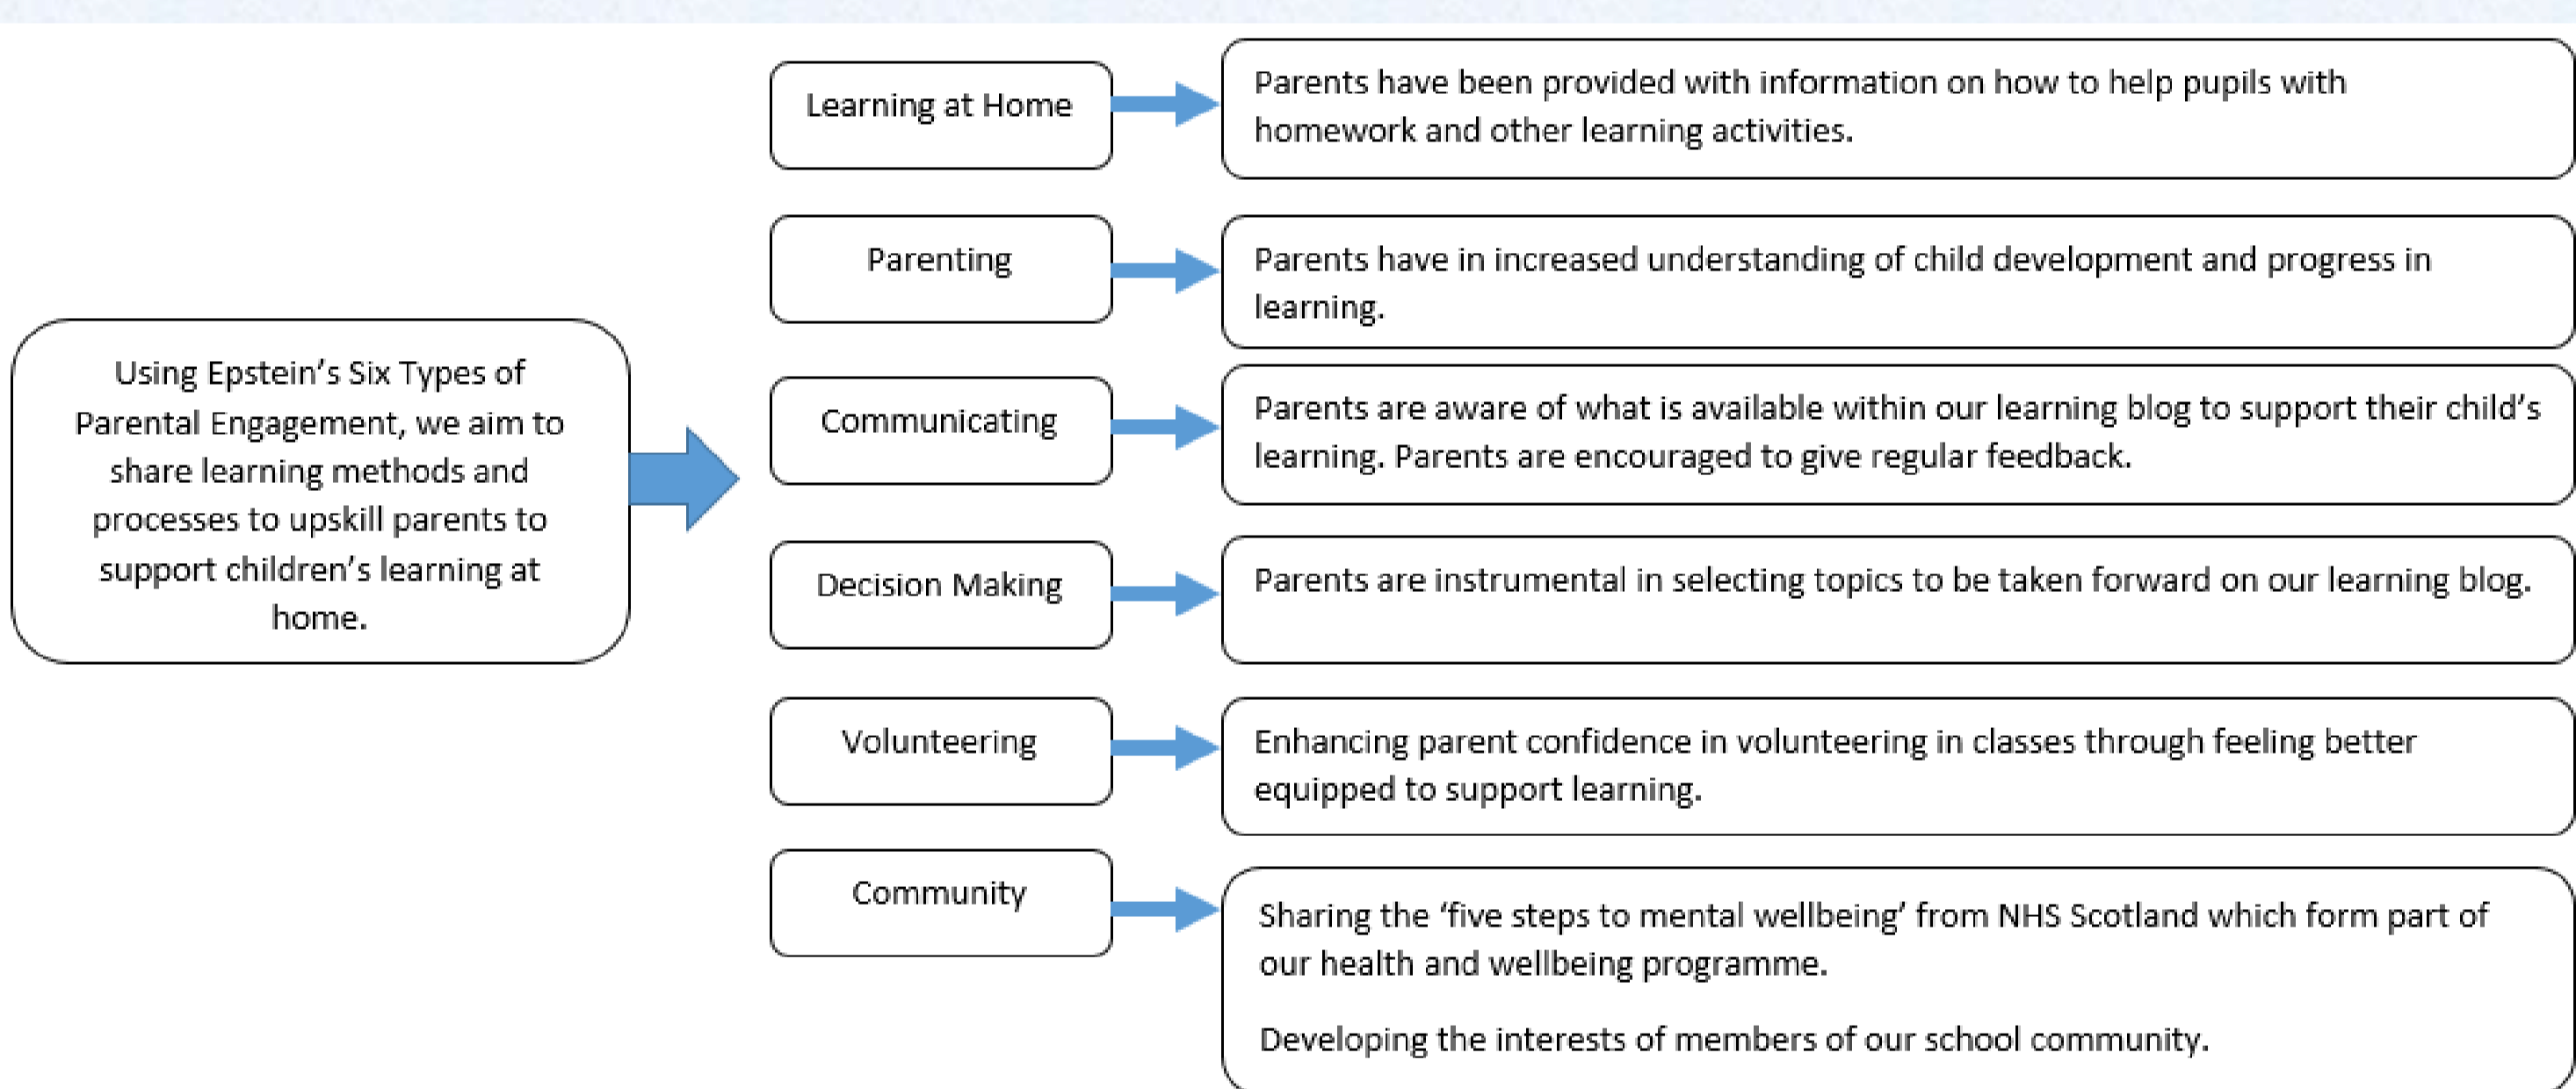 Using Epstein’s Six Types of
Parental Engagement, we aim to
share learning methods and
processes to upskill parents to
support children’s learning at
home.
Learning at Home
Parents have been provided with information on how to help pupils with
homework and other learning activities.
Parenting
Parents have in increased understanding of child development and progress in
learning.
Communicating
Parents are aware of what is available within our learning blog to support their child’s
learning. Parents are encouraged to give regular feedback.
Decision Making
Parents are instrumental in selecting topics to be taken forward on our learning blog.
Volunteering
Enhancing parent confidence in volunteering in classes through feeling better
equipped to support learning.
Community
Sharing the ‘five steps to mental wellbeing’ from NHS Scotland which form part of
our health and wellbeing programme.
Developing the interests of members of our school community.